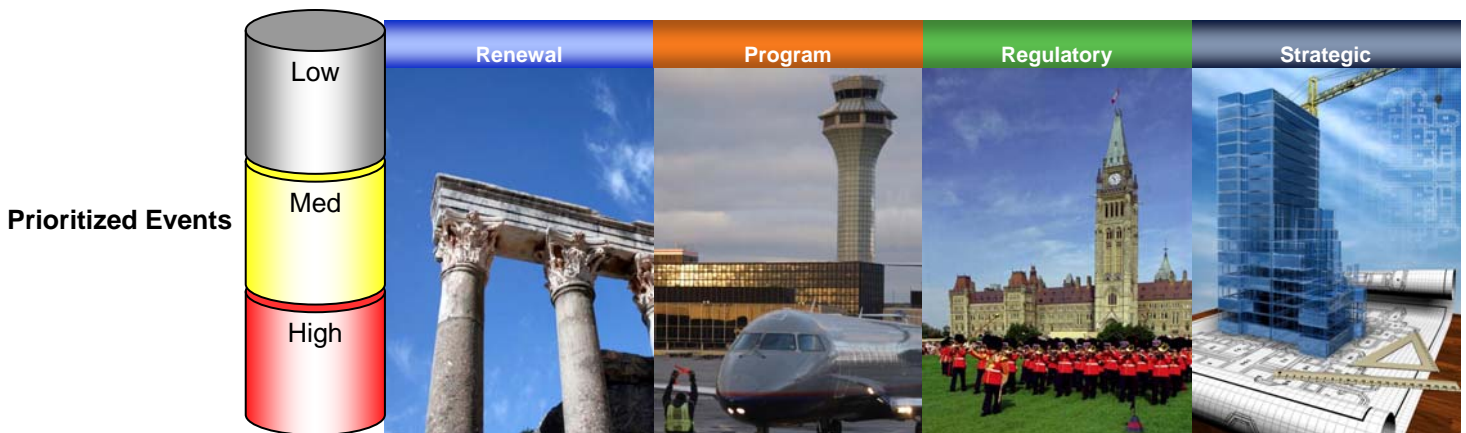 Renewal
Program
Regulatory
Strategic
Low
Med
Prioritized Events
High